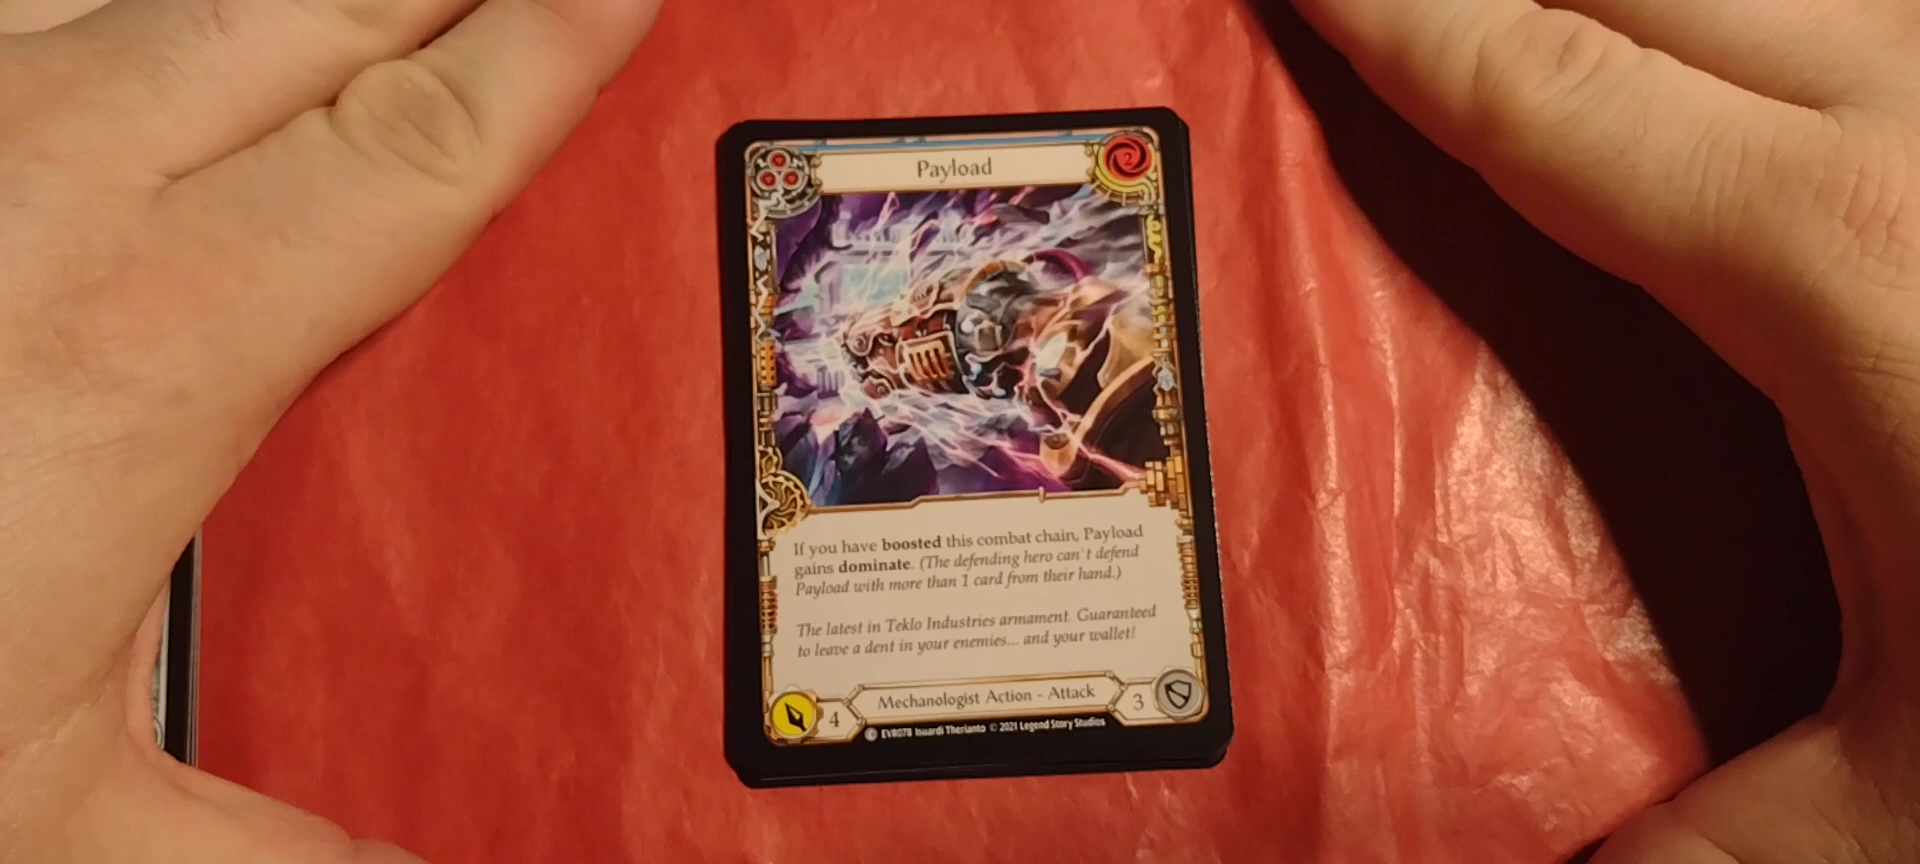 Payload
2
If you have boosted this combat chain, Payload
gains dominate. (The defending hero can't defend
Payload with more than 1 card from their hand.)
The latest in Teklo Industries armament. Guaranteed
to leave a dent in your enemies... and your wallet!
4
Mechanologist Action - Attack
3
C EVR078 Isuardi Therianto © 2021 Legend Story Studios